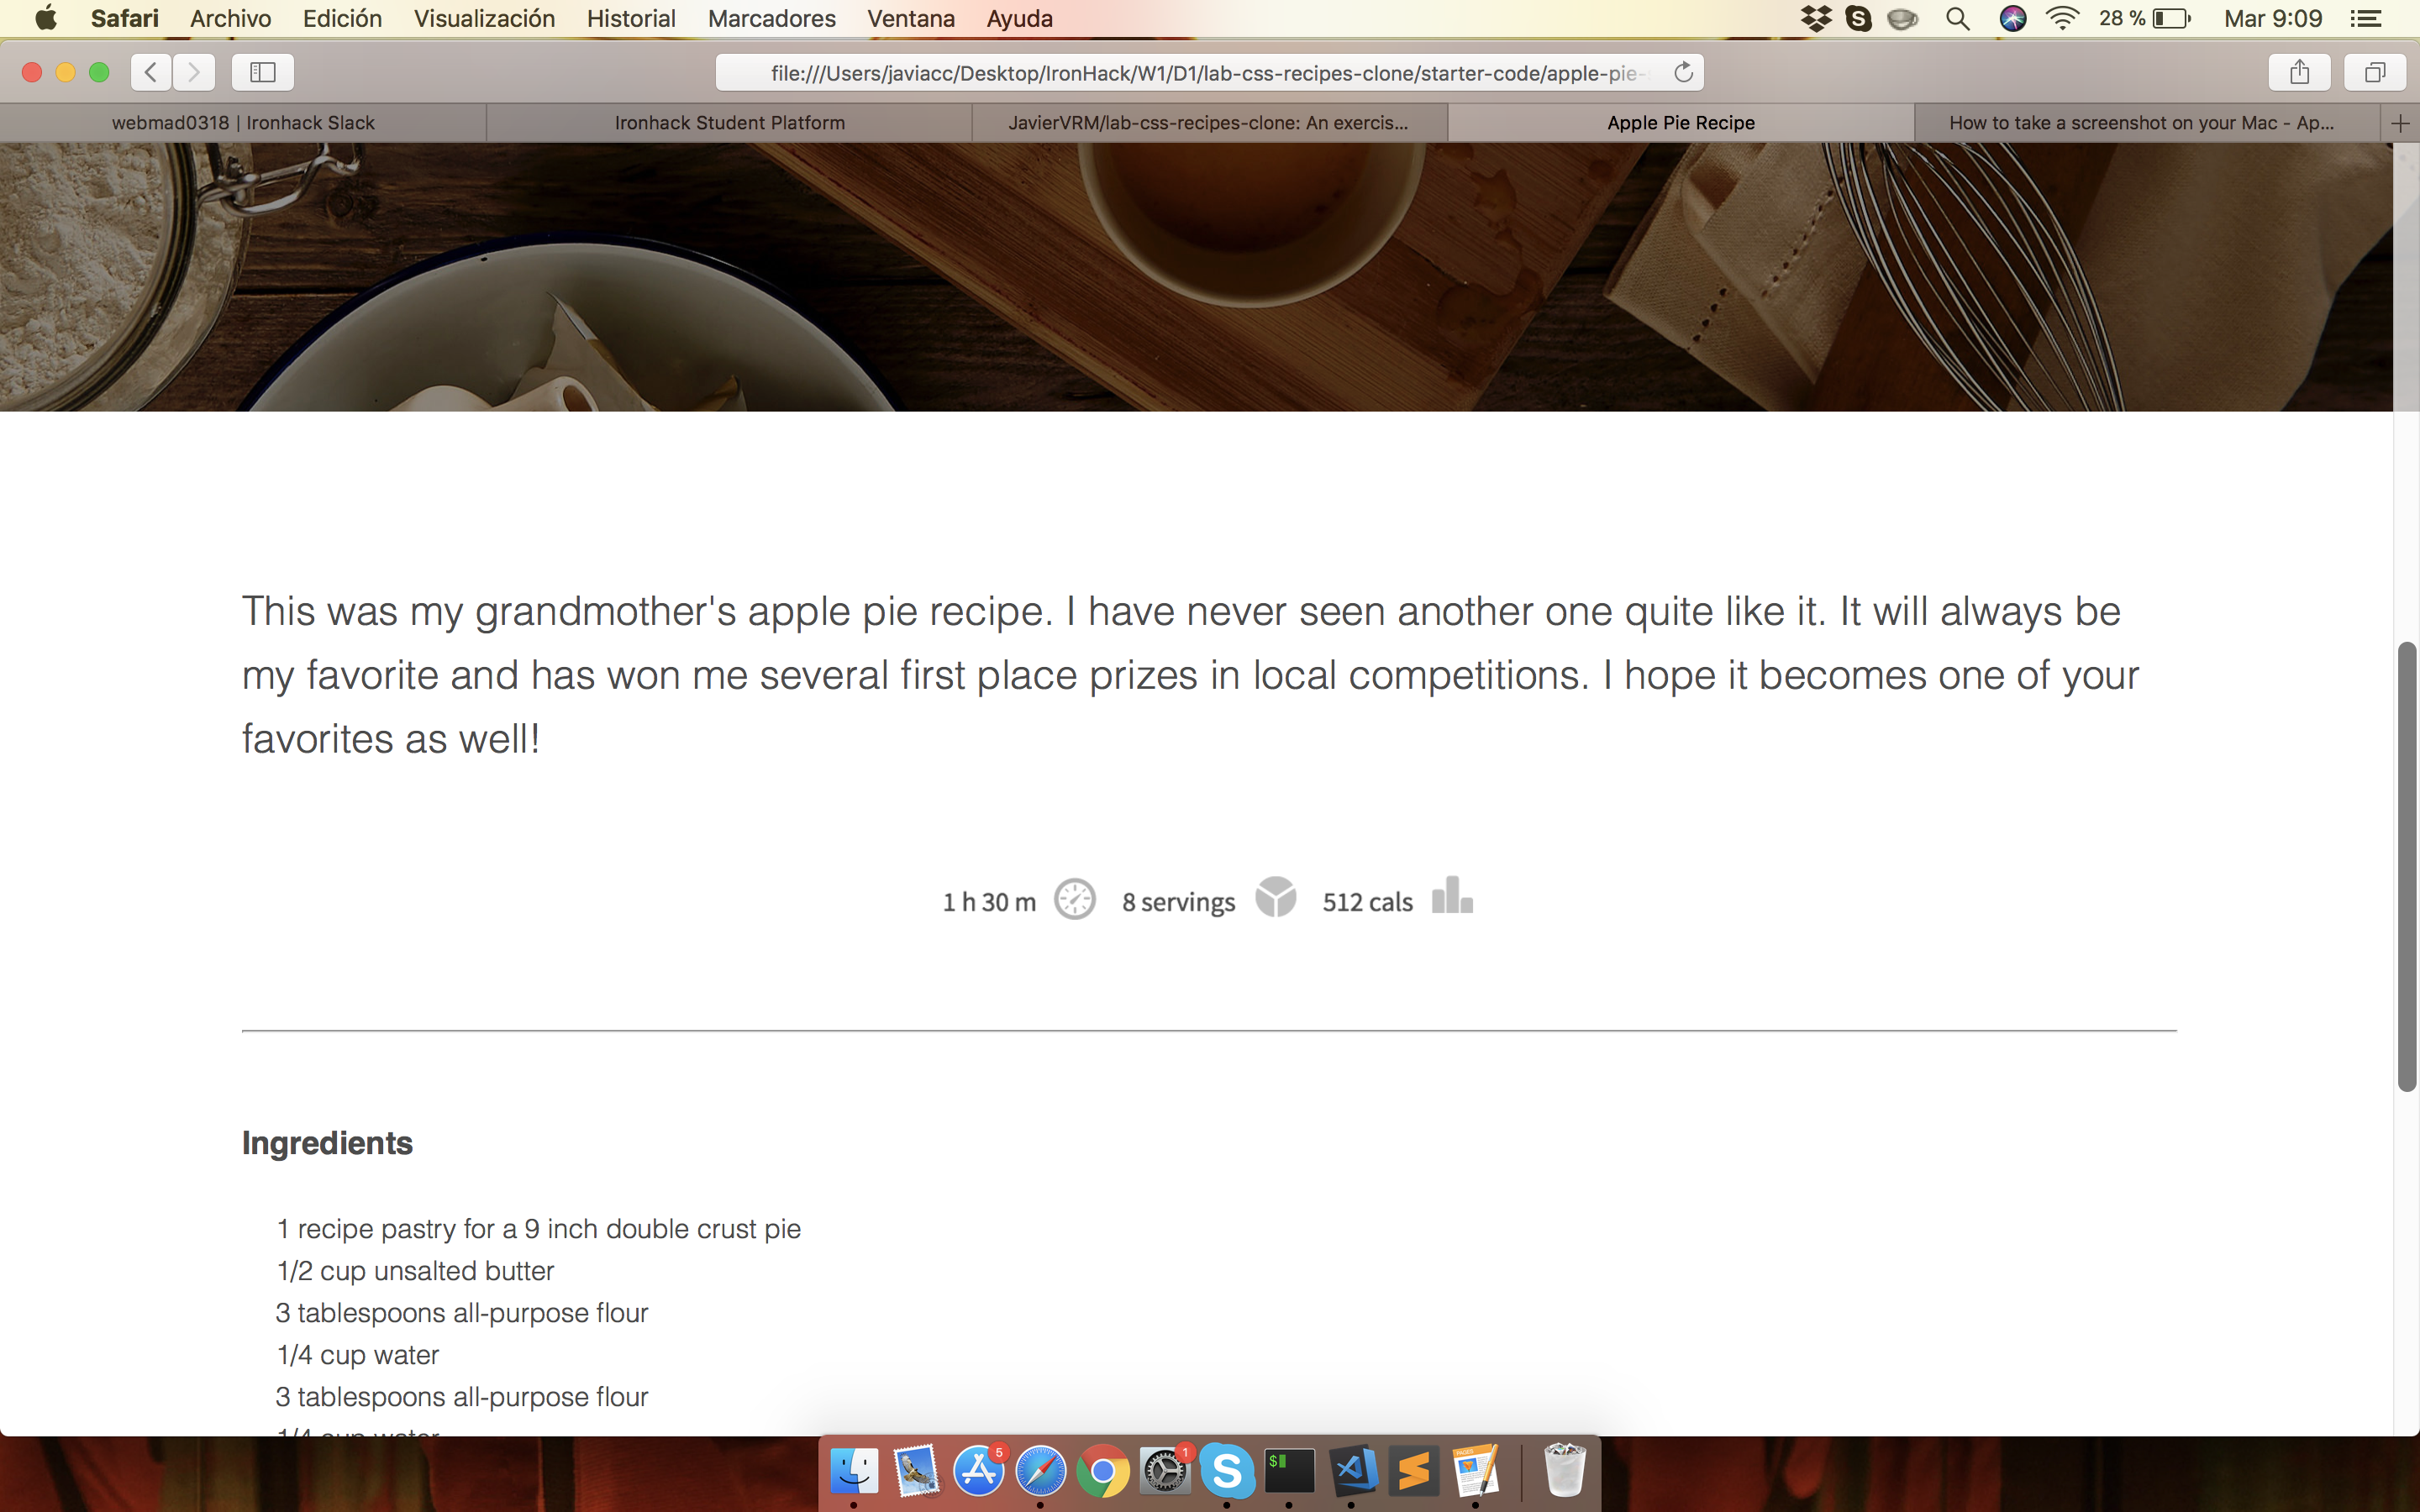 Safari Archivo Edición Visualización Historial Marcadores Ventana Ayuda 28 % Mar 9:09
file:///Users/javiacc/Desktop/IronHack/W1/D1/lab-css-recipes-clone/starter-code/apple-pie-
webmad0318 | Ironhack Slack Ironhack Student Platform JavierVRM/lab-css-recipes-clone: An exercis... Apple Pie Recipe How to take a screenshot on your Mac - Ap...
This was my grandmother's apple pie recipe. I have never seen another one quite like it. It will always be
my favorite and has won me several first place prizes in local competitions. I hope it becomes one of your
favorites as well!
1 h 30 m 8 servings 512 cals
Ingredients
1 recipe pastry for a 9 inch double crust pie
1/2 cup unsalted butter
3 tablespoons all-purpose flour
1/4 cup water
3 tablespoons all-purpose flour
1/4 cup water
5 1 S $ PAGES